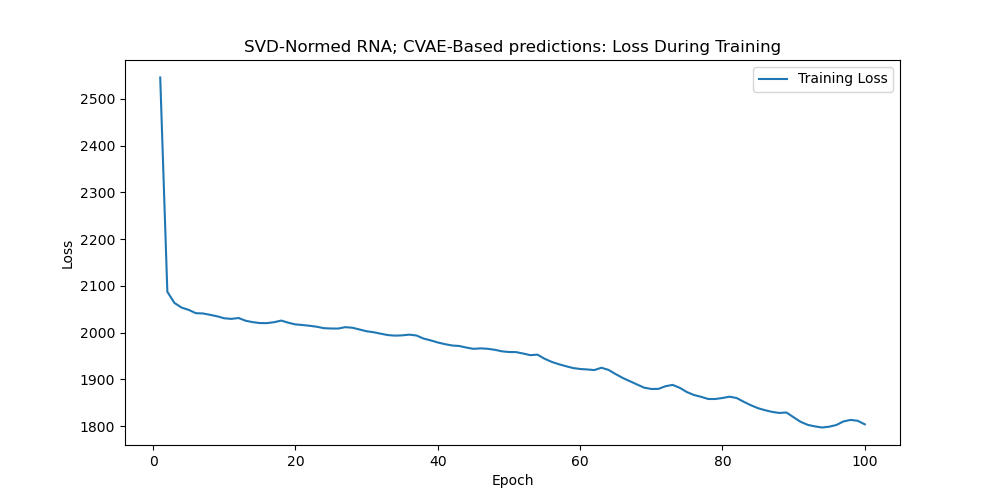 SVD-Normed RNA; CVAE-Based predictions: Loss During Training
Training Loss
2500
2400
2300
2200
2100
2000
1900
1800
Loss
0 20 40 60 80 100
Epoch